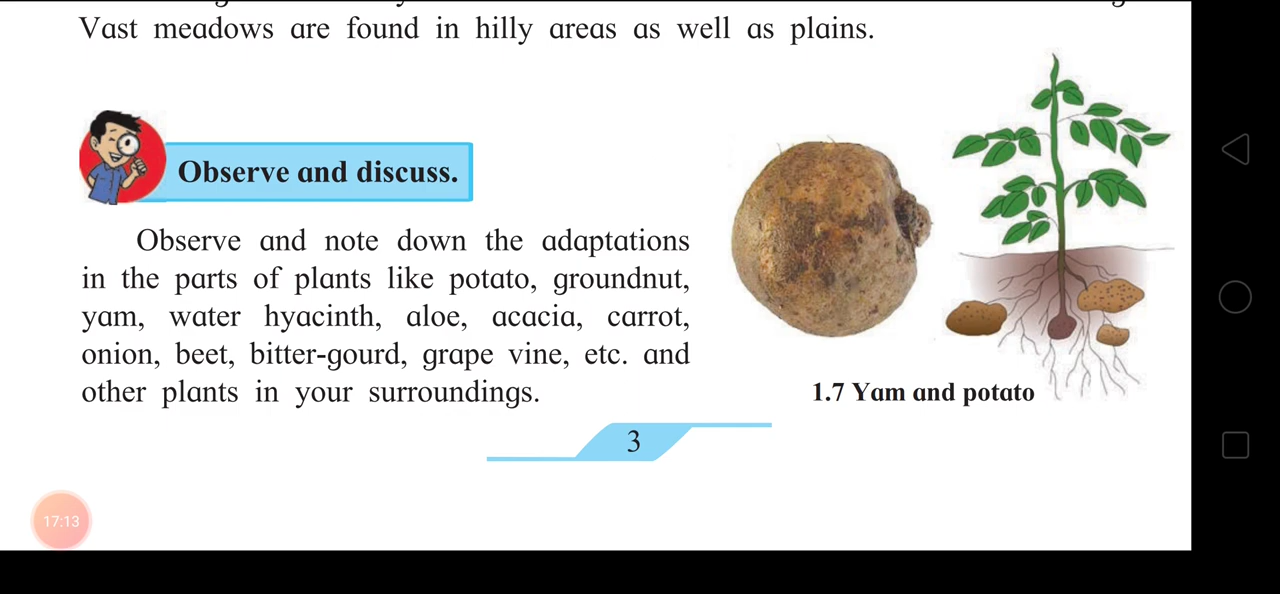 Vast meadows are found in hilly areas as well as plains.
Observe and discuss.
Observe and note down the adaptations
in the parts of plants like potato, groundnut,
yam, water hyacinth, aloe, acacia, carrot,
onion, beet, bitter-gourd, grape vine, etc. and
other plants in your surroundings.
1.7 Yam and potato
3
17:13